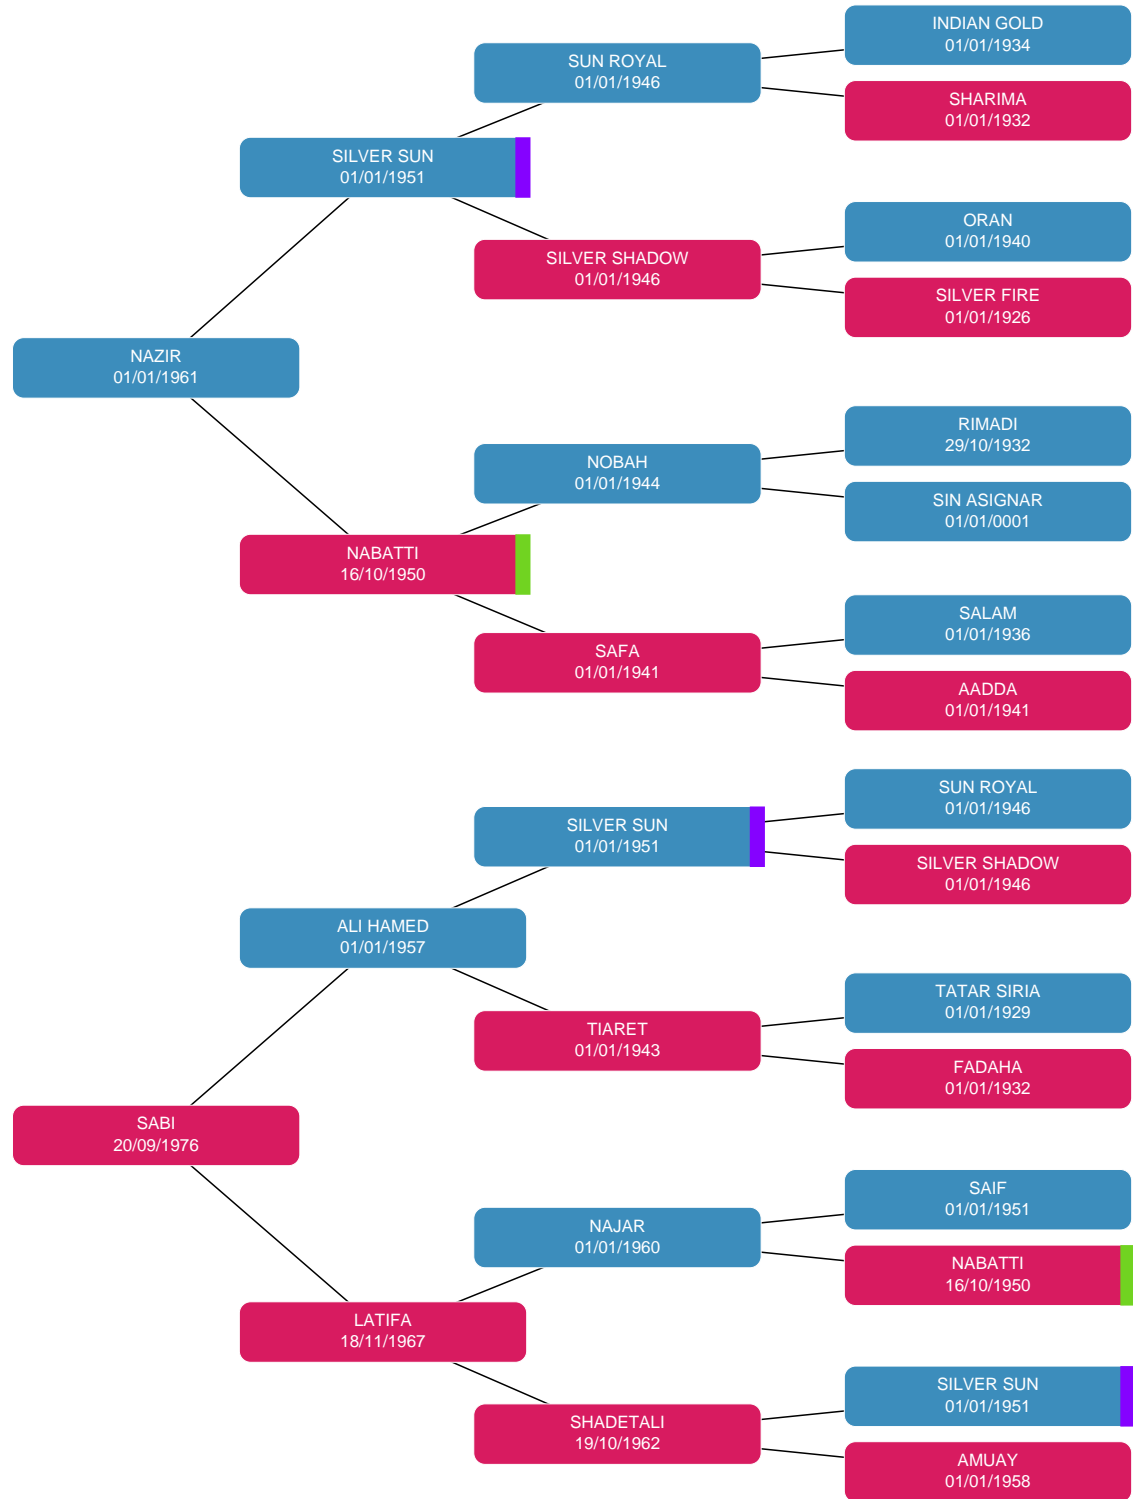 INDIAN GOLD
01/01/1934
SUN ROYAL
01/01/1946
SHARIMA
01/01/1932
SILVER SUN
01/01/1951
ORAN
01/01/1940
SILVER SHADOW
01/01/1946
SILVER FIRE
01/01/1926
NAZIR
01/01/1961
RIMADI
29/10/1932
NOBAH
01/01/1944
SIN ASIGNAR
01/01/0001
NABATTI
16/10/1950
SALAM
01/01/1936
SAFA
01/01/1941
AADDA
01/01/1941
SUN ROYAL
01/01/1946
SILVER SUN
01/01/1951
SILVER SHADOW
01/01/1946
ALI HAMED
01/01/1957
TATAR SIRIA
01/01/1929
TIARET
01/01/1943
FADAHA
01/01/1932
SABI
20/09/1976
SAIF
01/01/1951
NAJAR
01/01/1960
NABATTI
16/10/1950
LATIFA
18/11/1967
SILVER SUN
01/01/1951
SHADETALI
19/10/1962
AMUAY
01/01/1958